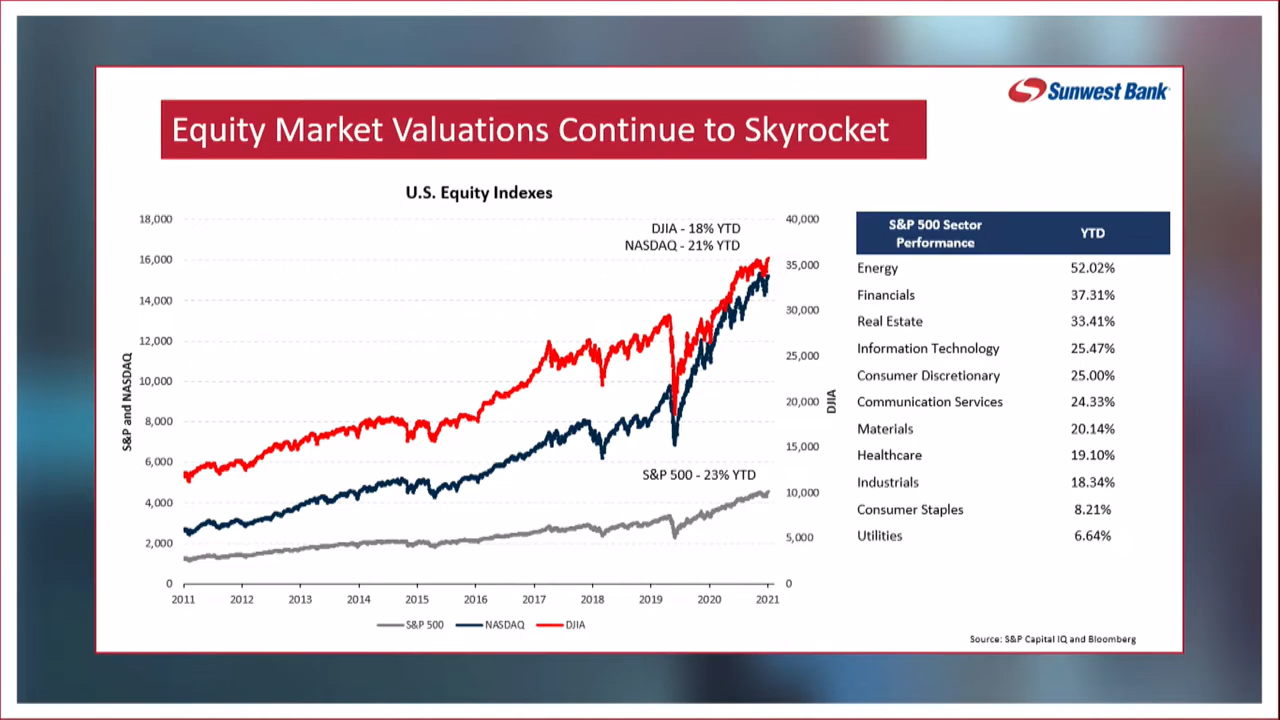 Sunwest Bank
Equity Market Valuations Continue to Skyrocket
U.S. Equity Indexes
S&P and NASDAQ
18,000
16,000
14,000
12,000
10,000
8,000
6,000
4,000
2,000
0
DJIA - 18% YTD
NASDAQ - 21% YTD
S&P 500 - 23% YTD
40,000
35,000
30,000
25,000
20,000
15,000
10,000
5,000
0
DJIA
2011 2012 2013 2014 2015 2016 2017 2018 2019 2020 2021
S&P 500 NASDAQ DJIA
S&P 500 Sector
Performance
YTD
Energy 52.02%
Financials 37.31%
Real Estate 33.41%
Information Technology 25.47%
Consumer Discretionary 25.00%
Communication Services 24.33%
Materials 20.14%
Healthcare 19.10%
Industrials 18.34%
Consumer Staples 8.21%
Utilities 6.64%
Source: S&P Capital IQ and Bloomberg